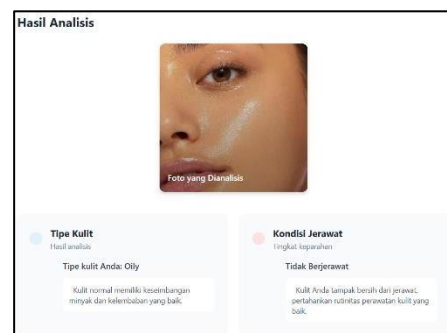 Hasil Analisis
Foto yang Dianalisis
Tipe Kulit
Hasil analisis
Tipe kulit Anda: Oily
Kulit normal memiliki keseimbangan
minyak dan kelembaban yang baik.
Kondisi Jerawat
Tingkat keparahan
Tidak Berjerawat
Kulit Anda tampak bersih dari jerawat,
pertahankan rutinitas perawatan kulit yang
baik.